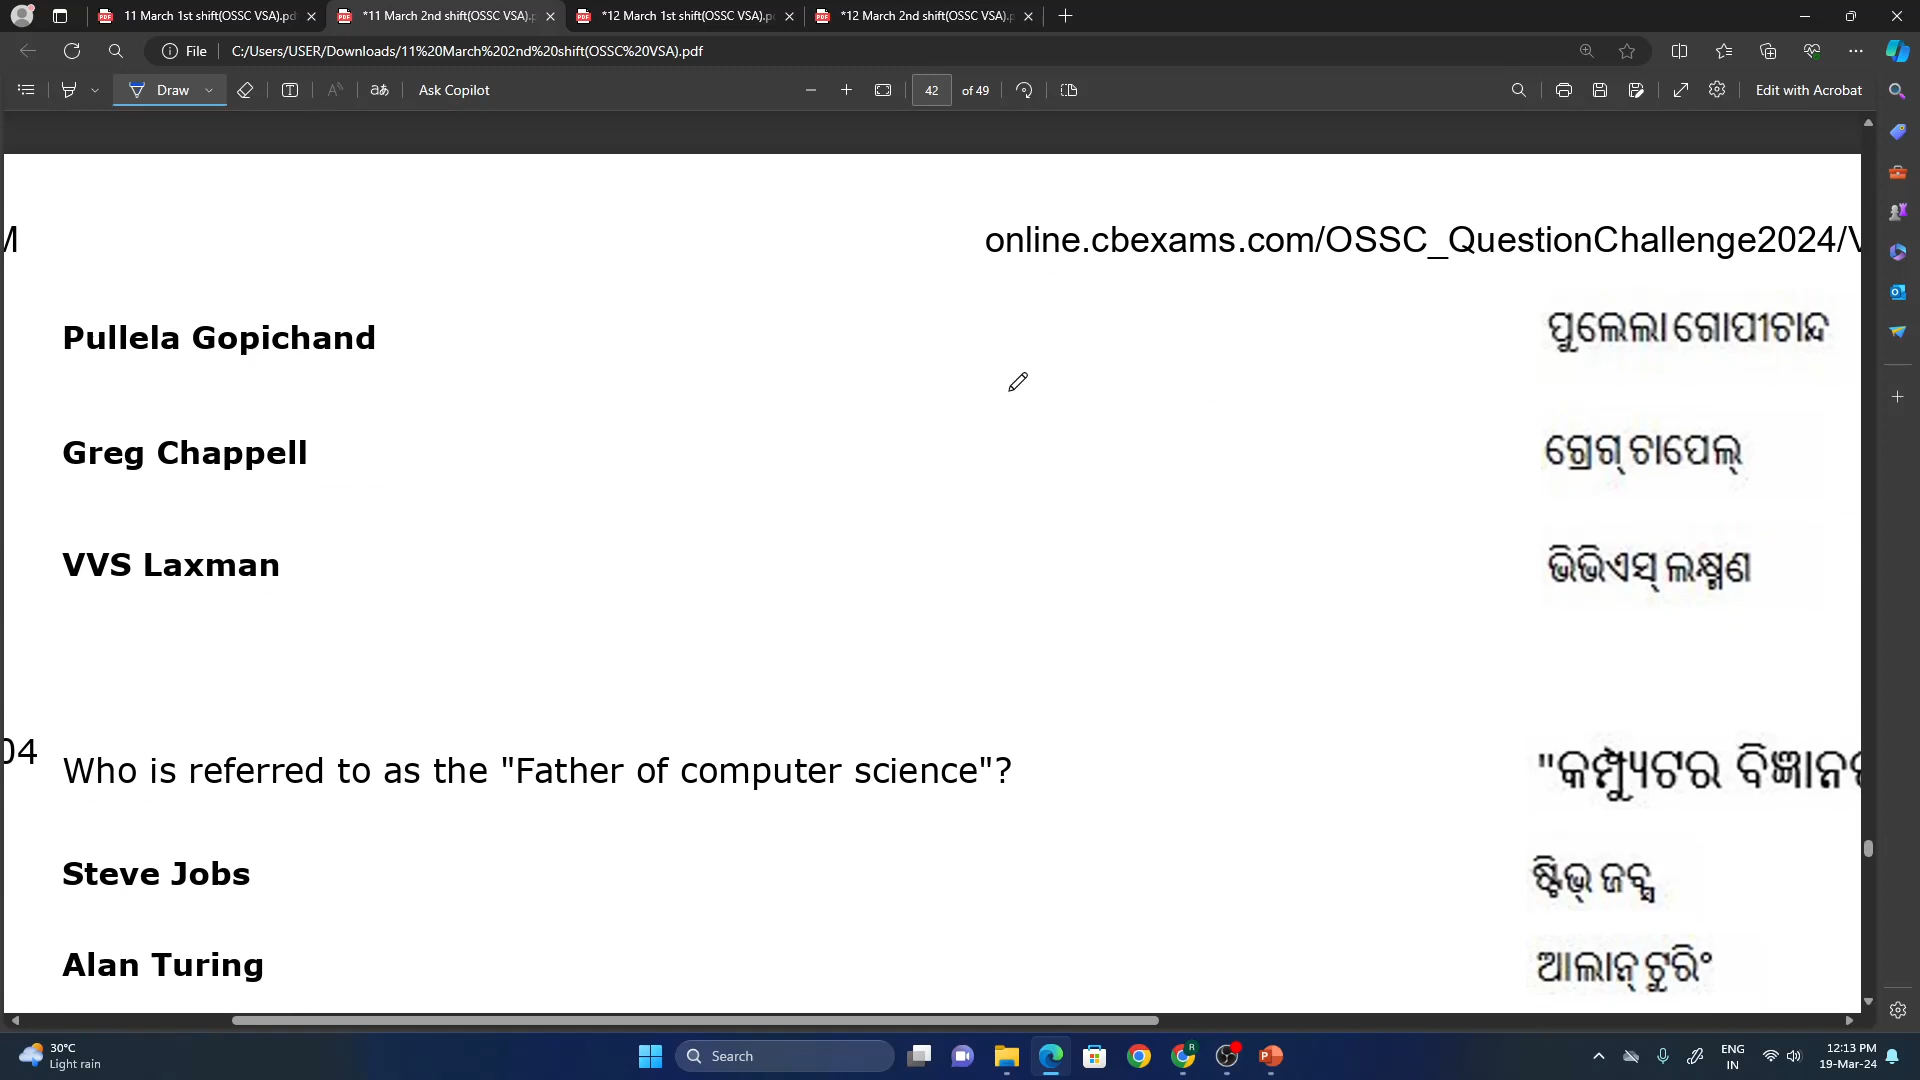 11 March 1st shift(OSSC VSA).pd
*11 March 2nd shift(OSSC VSA).p
*12 March 1st shift(OSSC VSA).p
*12 March 2nd shift(OSSC VSA).p
File
C:/Users/USER/Downloads/11%20March%202nd%20shift(OSSC%20VSA).pdf
Draw
Ask Copilot
42 of 49
Edit with Acrobat
M
online.cbexams.com/OSSC_QuestionChallenge2024/V
Pullela Gopichand ପୁଲେଲା ଗୋପୀଚାନ୍ଦ
Greg Chappell ଗ୍ରେଗ୍ ଚାପେଲ୍
VVS Laxman ଭିଭିଏସ୍ ଲକ୍ଷ୍ମଣ
04 Who is referred to as the "Father of computer science"? "କମ୍ପ୍ୟୁଟର ବିଜ୍ଞାନର
Steve Jobs ଷ୍ଟିଭ୍ ଜବ୍ସ
Alan Turing ଆଲାନ୍ ଟୁରିଂ
30°C
Light rain
Search
ENG
IN
12:13 PM
19-Mar-24